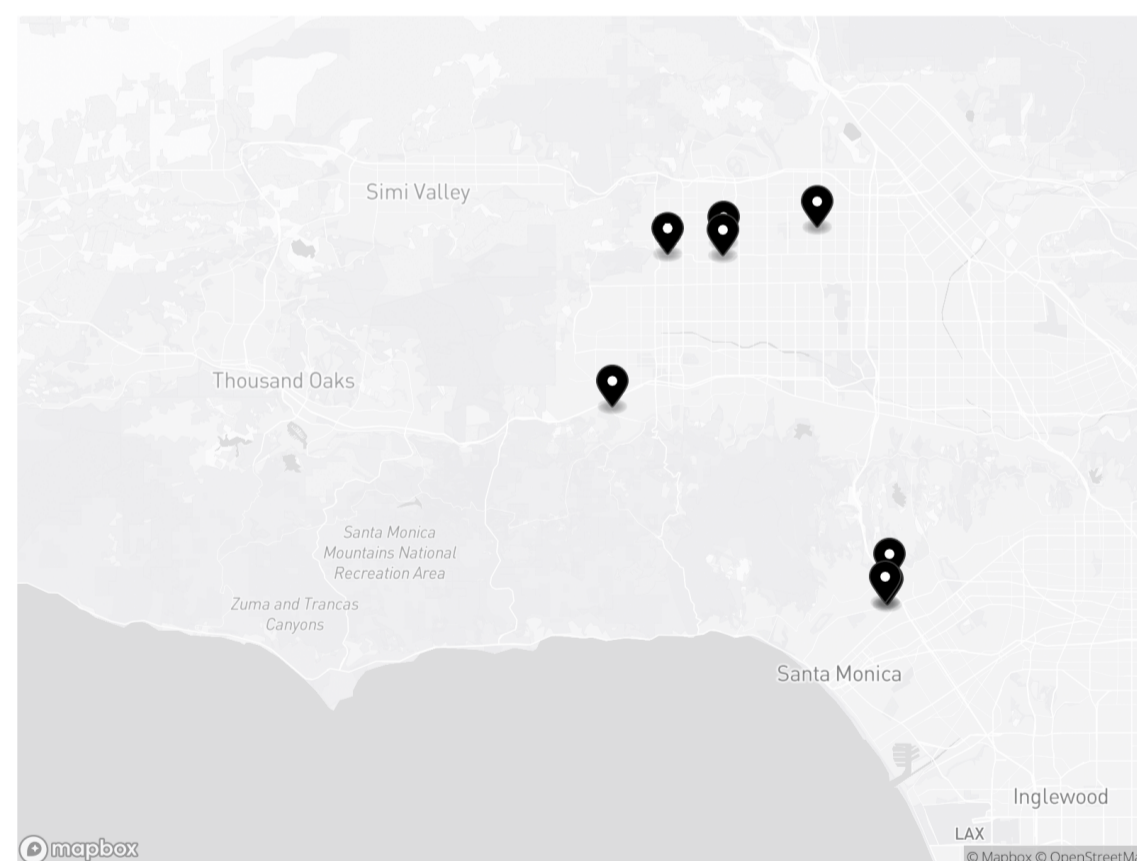 Simi Valley
Thousand Oaks
Santa Monica
Mountains National
Recreation Area
Zuma and Trancas
Canyons
Santa Monica
Inglewood
LAX
mapbox
© Mapbox © OpenStreetMa